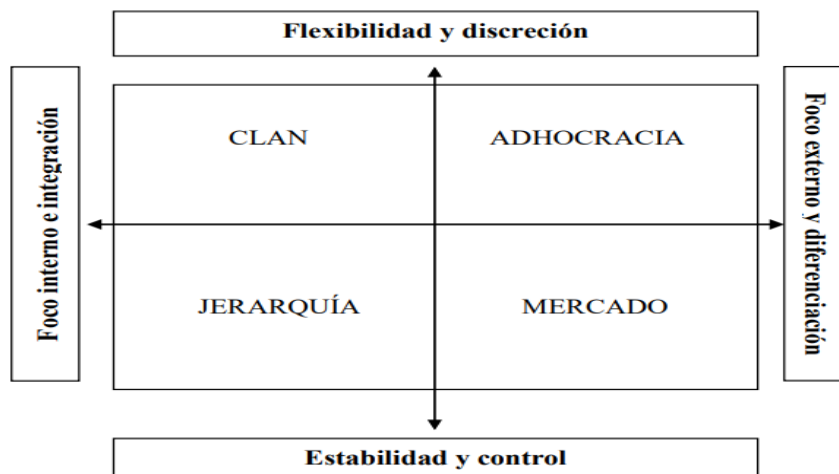 Flexibilidad y discreción
Foco interno e integración
CLAN
ADHOCRACIA
Foco externo y diferenciación
JERARQUÍA
MERCADO
Estabilidad y control